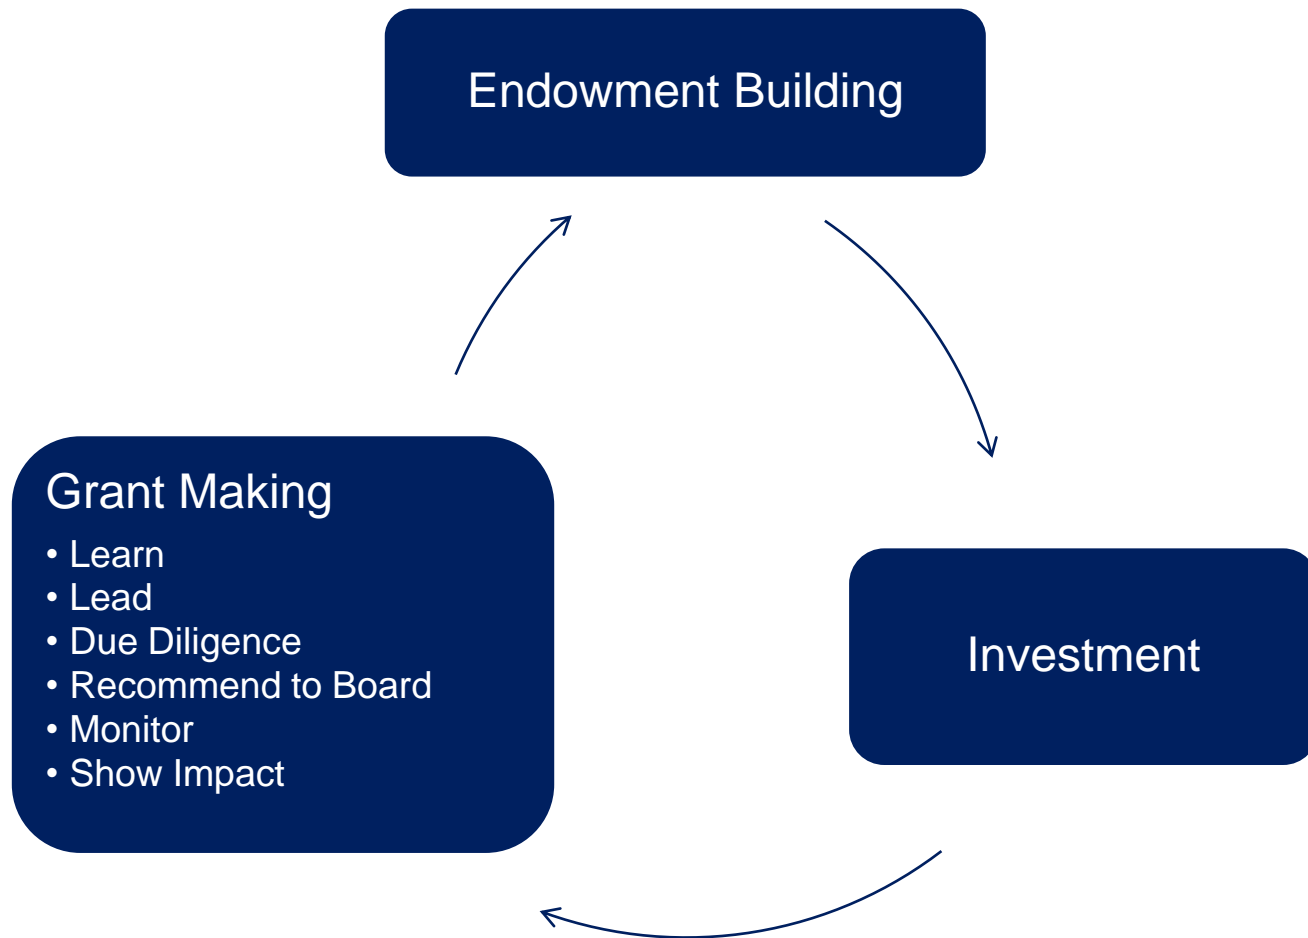 Endowment Building
Grant Making
• Learn
• Lead
• Due Diligence
• Recommend to Board
• Monitor
• Show Impact
Investment